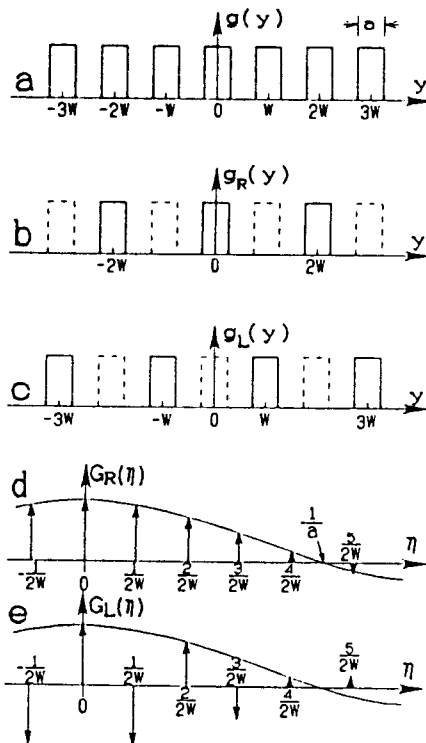 g(y)
a
a
-3W -2W -W 0 W 2W 3W y
g_R(y)
b
-2W 0 2W y
g_L(y)
c
-3W -W 0 W 3W y
d
G_R(η)
1/a
5/2W
η
-1/2W 0 1/2W 2/2W 3/2W 4/2W
e
G_L(η)
-1/2W 1/2W 3/2W 5/2W η
0 2/2W 4/2W